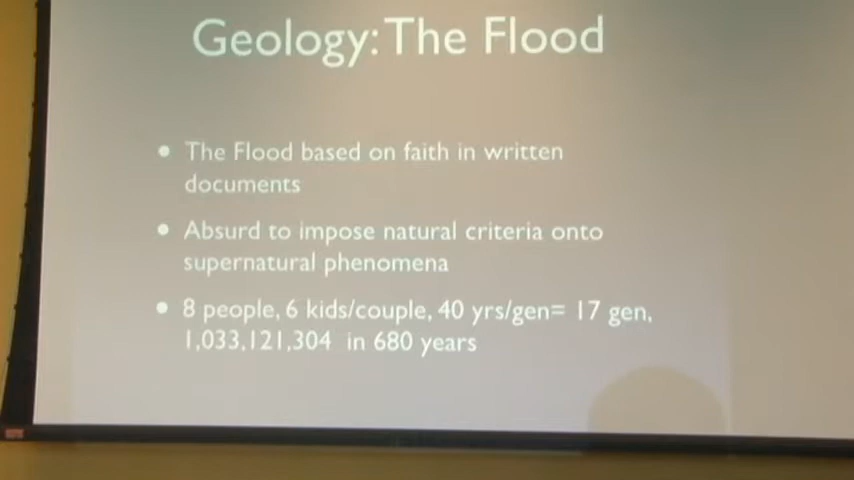 Geology: The Flood
• The Flood based on faith in written
documents
• Absurd to impose natural criteria onto
supernatural phenomena
• 8 people, 6 kids/couple, 40 yrs/gen= 17 gen,
1,033,121,304 in 680 years